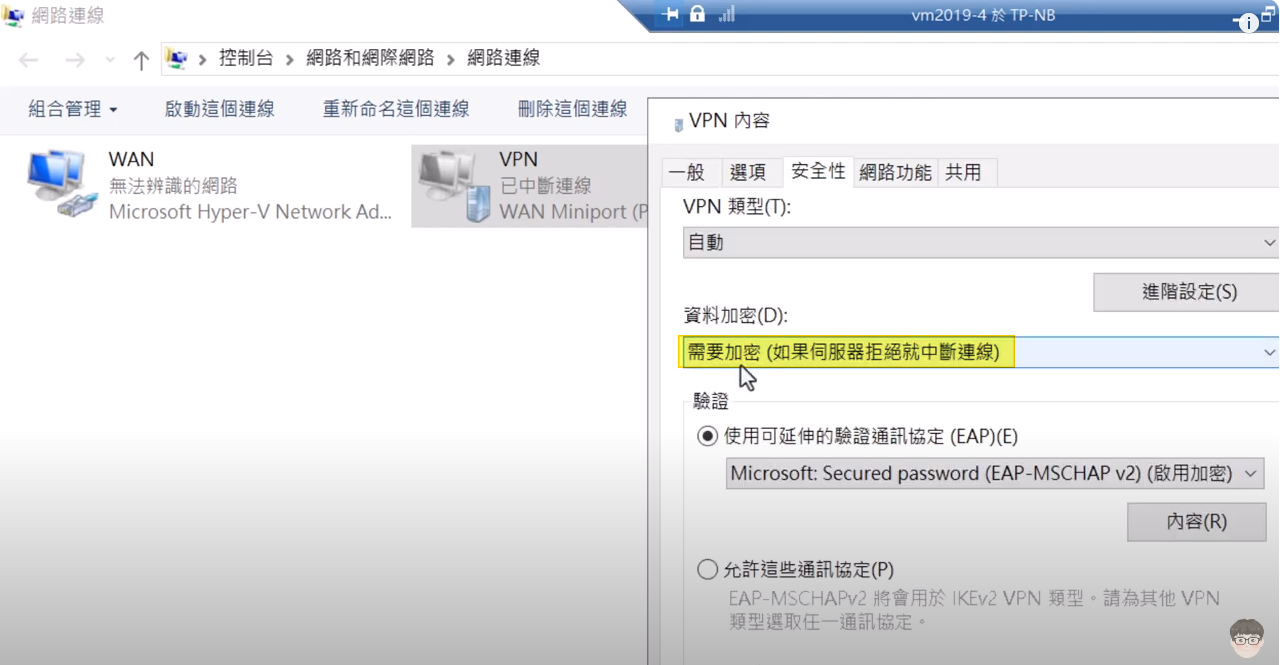 網路連線
vm2019-4 於 TP-NB
控制台 > 網路和網際網路 > 網路連線
組合管理 啟動這個連線 重新命名這個連線 刪除這個連線
WAN
無法辨識的網路
Microsoft Hyper-V Network Ad...
VPN
已中斷連線
WAN Miniport (P
VPN 內容
一般 選項 安全性 網路功能 共用
VPN 類型(T):
自動
進階設定(S)
資料加密(D):
需要加密 (如果伺服器拒絕就中斷連線)
驗證
使用可延伸的驗證通訊協定 (EAP)(E)
Microsoft: Secured password (EAP-MSCHAP v2) (啟用加密)
內容(R)
允許這些通訊協定(P)
EAP-MSCHAPv2 將會用於 IKEv2 VPN 類型。請為其他 VPN
類型選取任一通訊協定。